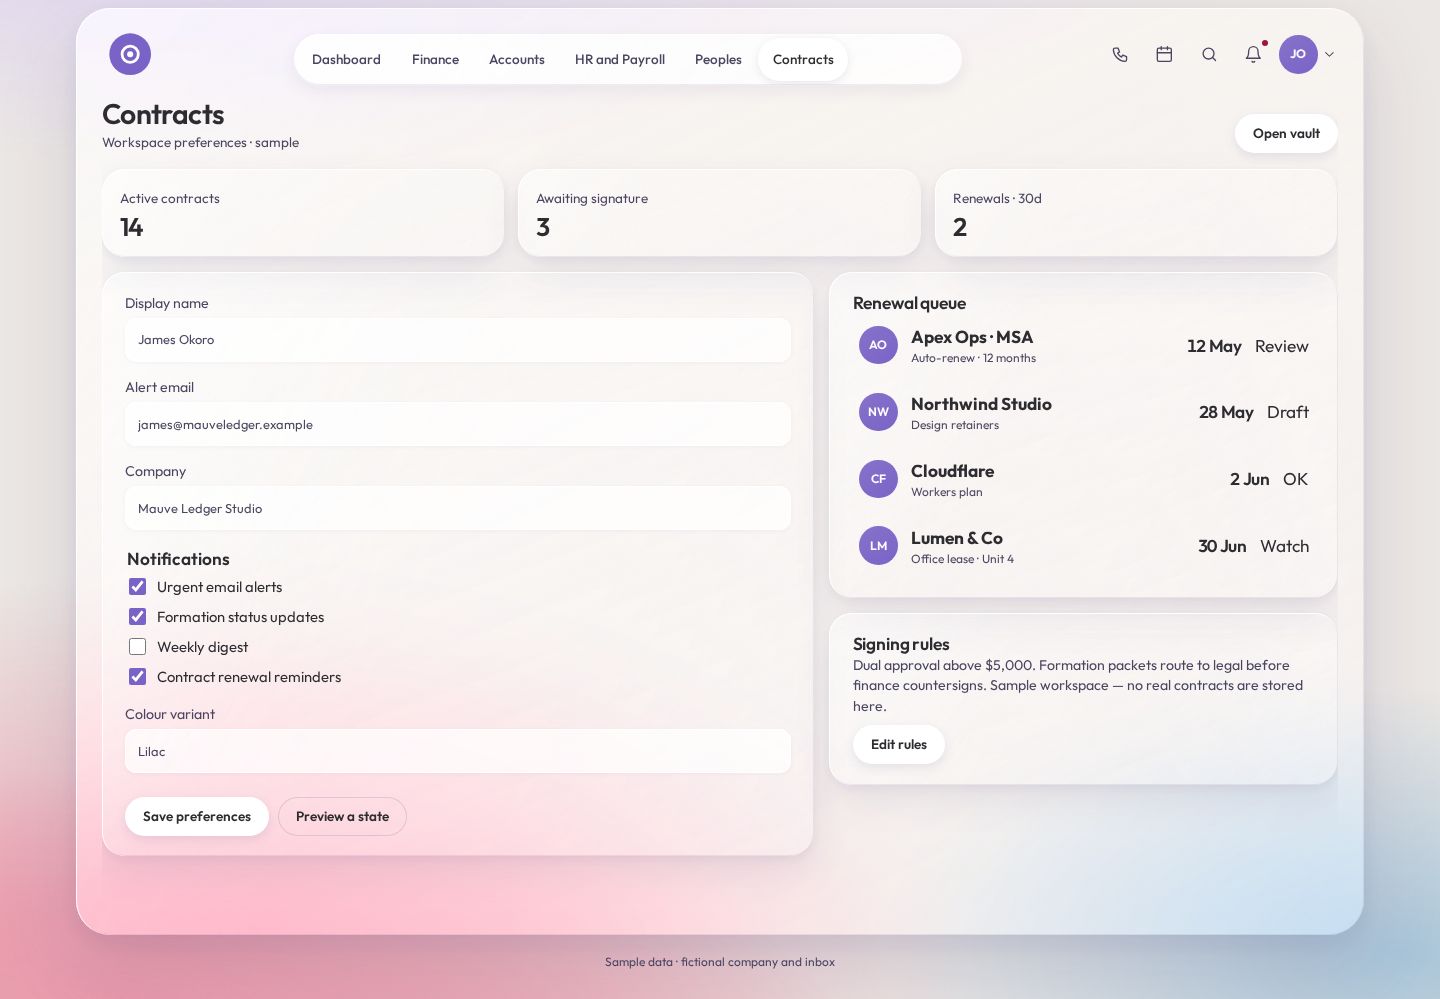 Dashboard
Finance
Accounts
HR and Payroll
Peoples
Contracts
JO
Contracts
Workspace preferences · sample
Open vault
Active contracts
14
Awaiting signature
3
Renewals · 30d
2
Display name
James Okoro
Alert email
james@mauveledger.example
Company
Mauve Ledger Studio
Notifications
Urgent email alerts
Formation status updates
Weekly digest
Contract renewal reminders
Colour variant
Lilac
Save preferences
Preview a state
Renewal queue
AO
Apex Ops · MSA
Auto-renew · 12 months
12 May Review
NW
Northwind Studio
Design retainers
28 May Draft
CF
Cloudflare
Workers plan
2 Jun OK
LM
Lumen & Co
Office lease · Unit 4
30 Jun Watch
Signing rules
Dual approval above $5,000. Formation packets route to legal before
finance countersigns. Sample workspace — no real contracts are stored
here.
Edit rules
Sample data · fictional company and inbox